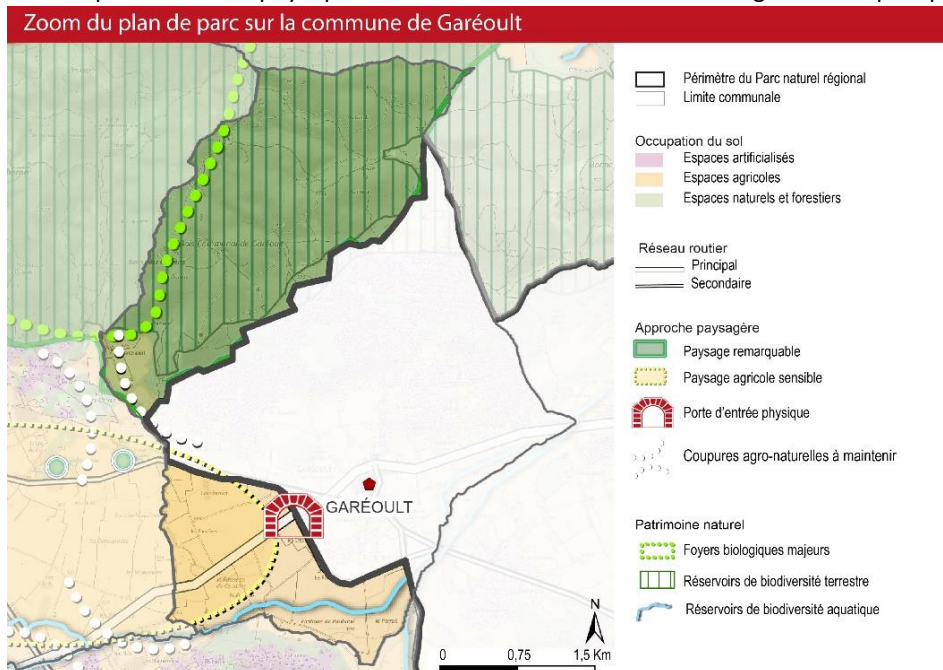 Zoom du plan de parc sur la commune de Garéoult
Périmètre du Parc naturel régional
Limite communale
Occupation du sol
Espaces artificialisés
Espaces agricoles
Espaces naturels et forestiers
Réseau routier
Principal
Secondaire
Approche paysagère
Paysage remarquable
Paysage agricole sensible
Porte d'entrée physique
Coupures agro-naturelles à maintenir
Patrimoine naturel
Foyers biologiques majeurs
Réservoirs de biodiversité terrestre
Réservoirs de biodiversité aquatique
GARÉOULT
N
0 0,75 1,5 Km